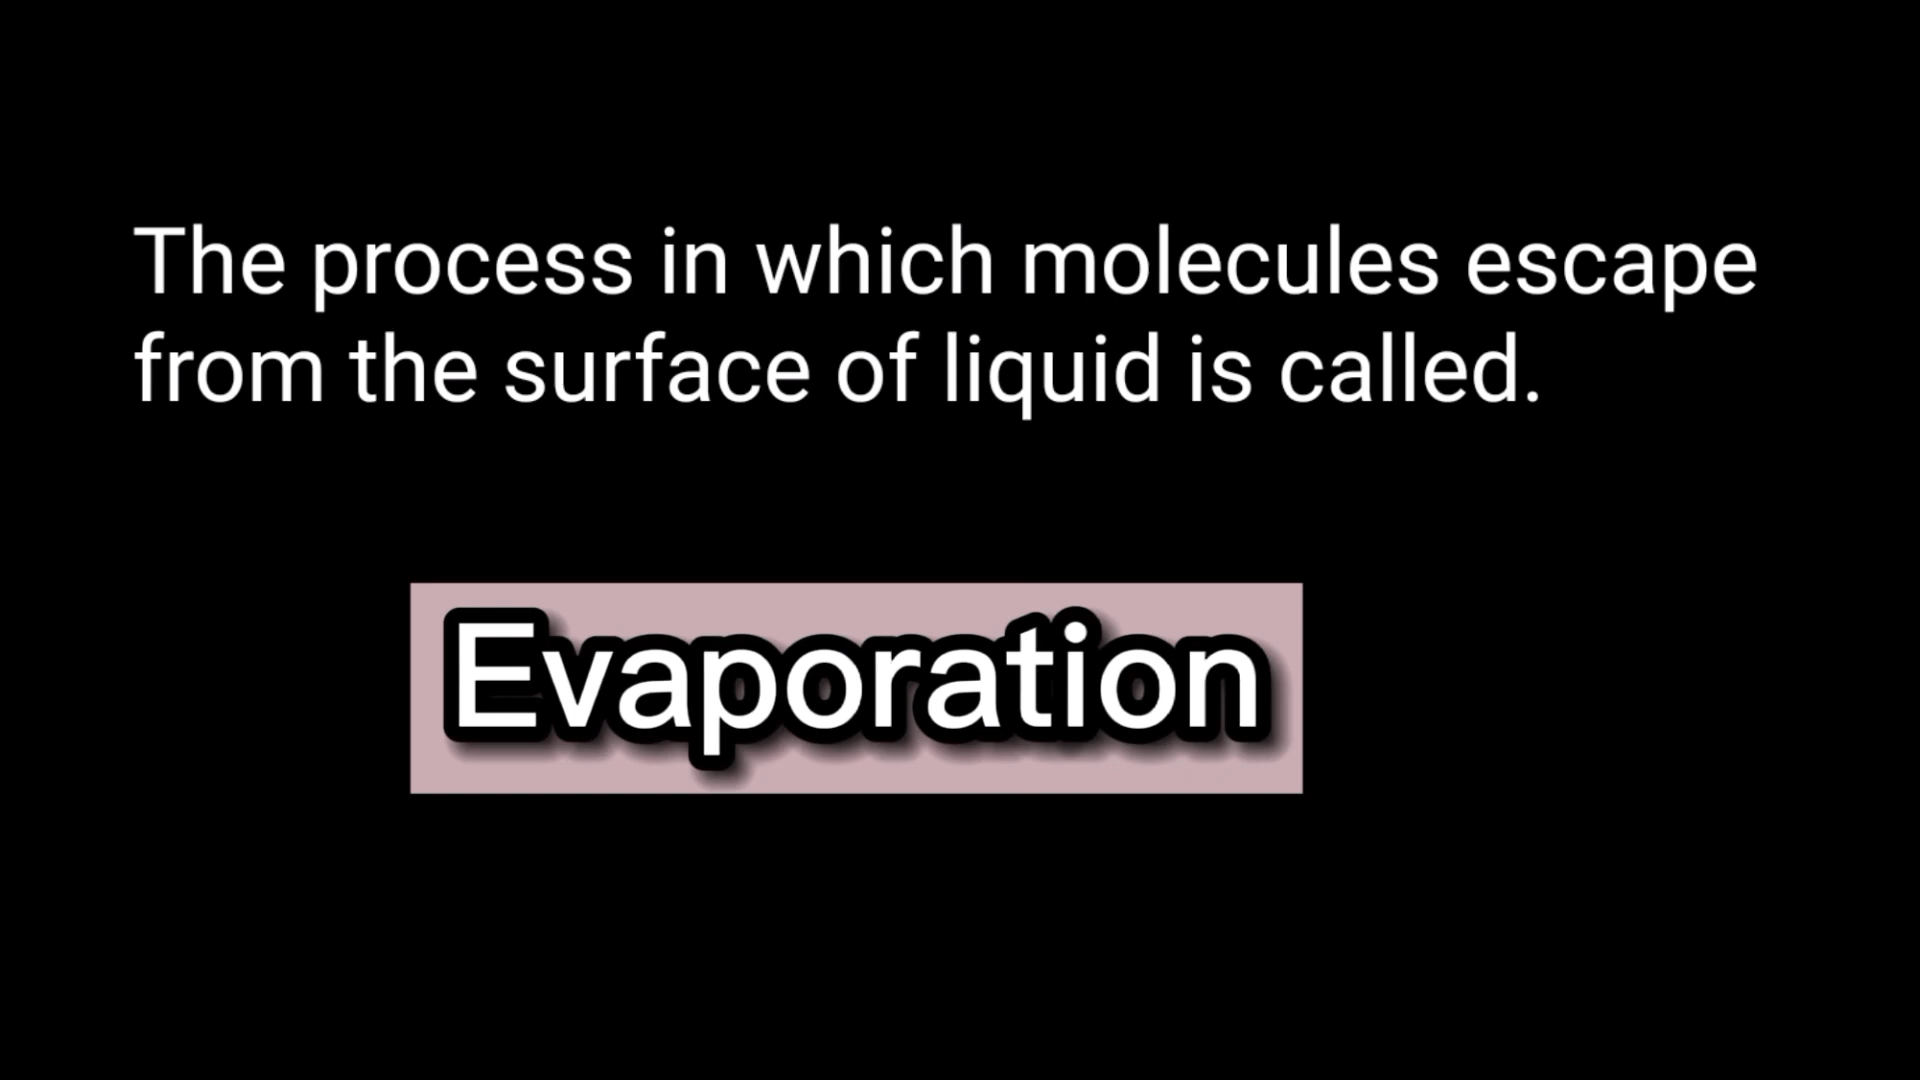 The process in which molecules escape
from the surface of liquid is called.
Evaporation